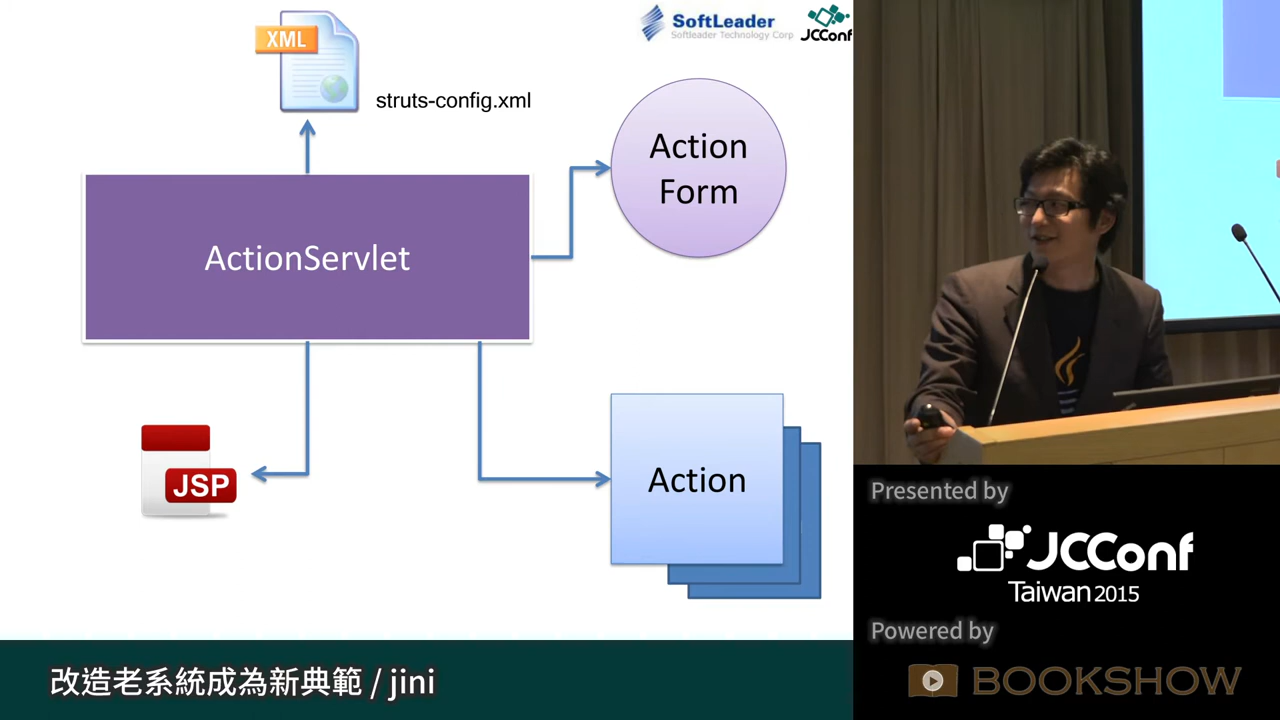 XML
struts-config.xml
SoftLeader
Softleader Technology Corp
JCConf
Action
Form
ActionServlet
JSP
Action
Presented by
JCConf
Taiwan 2015
Powered by
BOOKSHOW
改造老系統成為新典範 / jini